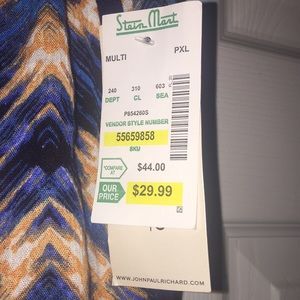 Stein Mart
MULTI PXL
240 310 603
DEPT CL SEA
P854260S
VENDOR STYLE NUMBER
55659858
SKU
COMPARE AT $44.00
OUR PRICE $29.99
WWW.JOHNPAULRICHARD.COM